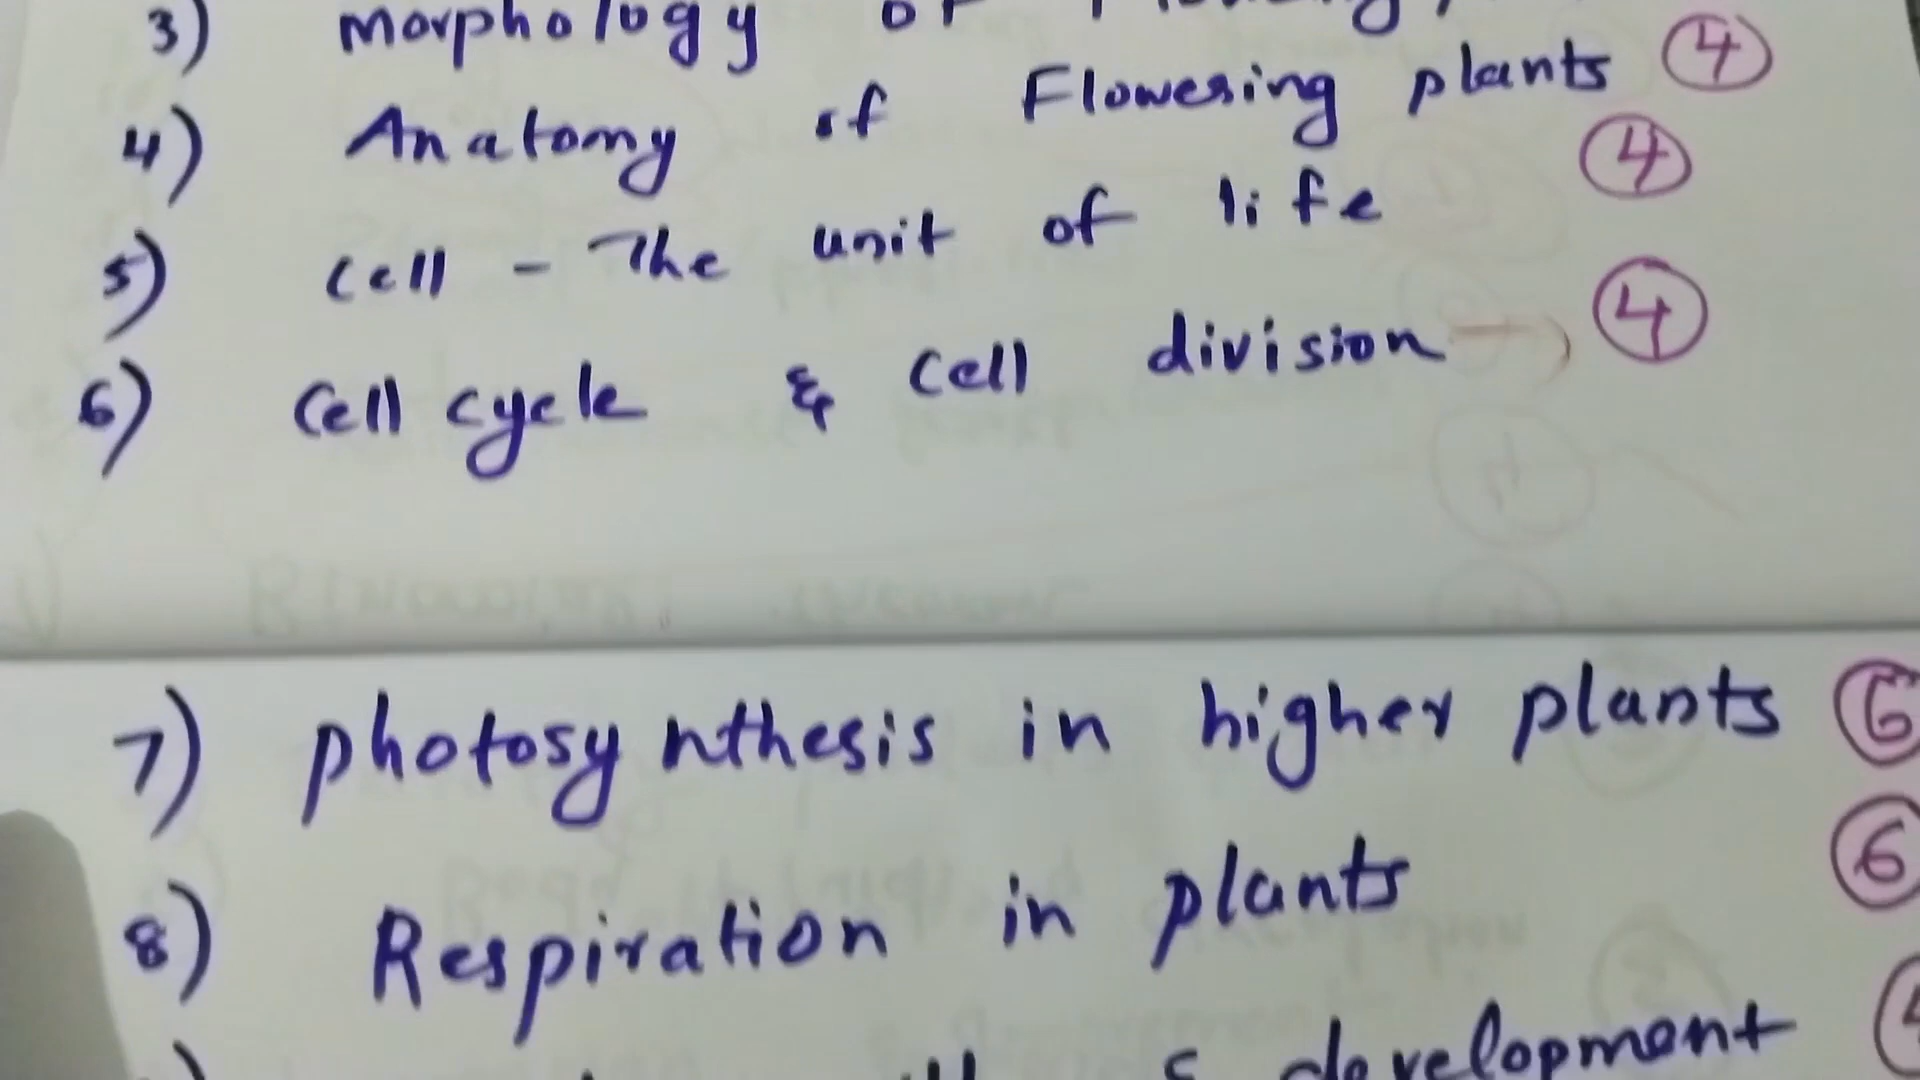 3) Morphology of
4) Anatomy of Flowering plants ④
5) Cell - The unit of life ④
6) Cell cycle & cell division → ④
7) photosynthesis in higher plants ⑥
8) Respiration in plants ⑥
& development